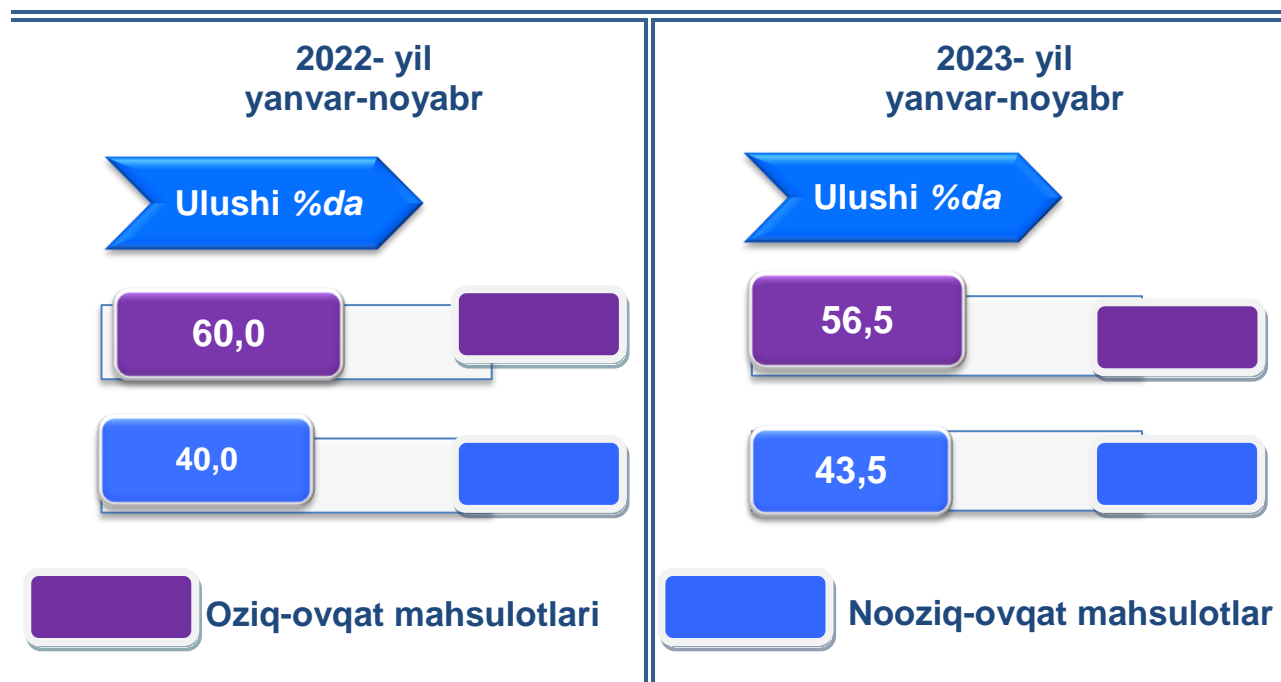 2022- yil
yanvar-noyabr
Ulushi %da
60,0
40,0
2023- yil
yanvar-noyabr
Ulushi %da
56,5
43,5
Oziq-ovqat mahsulotlari
Nooziq-ovqat mahsulotlar